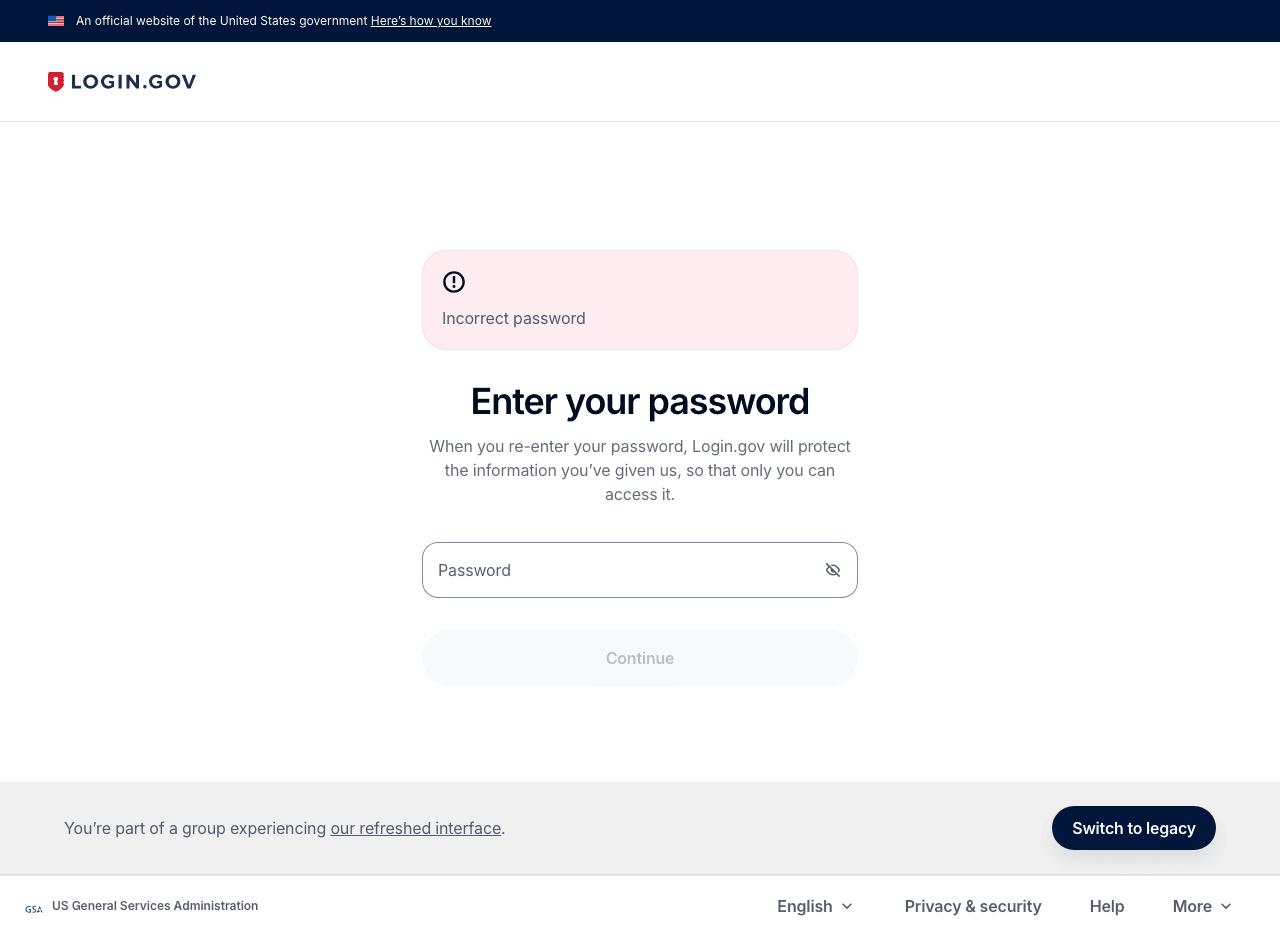 An official website of the United States government Here’s how you know
LOGIN.GOV
Incorrect password
Enter your password
When you re-enter your password, Login.gov will protect
the information you’ve given us, so that only you can
access it.
Password
Continue
You’re part of a group experiencing our refreshed interface.
Switch to legacy
GSA US General Services Administration
English
Privacy & security
Help
More